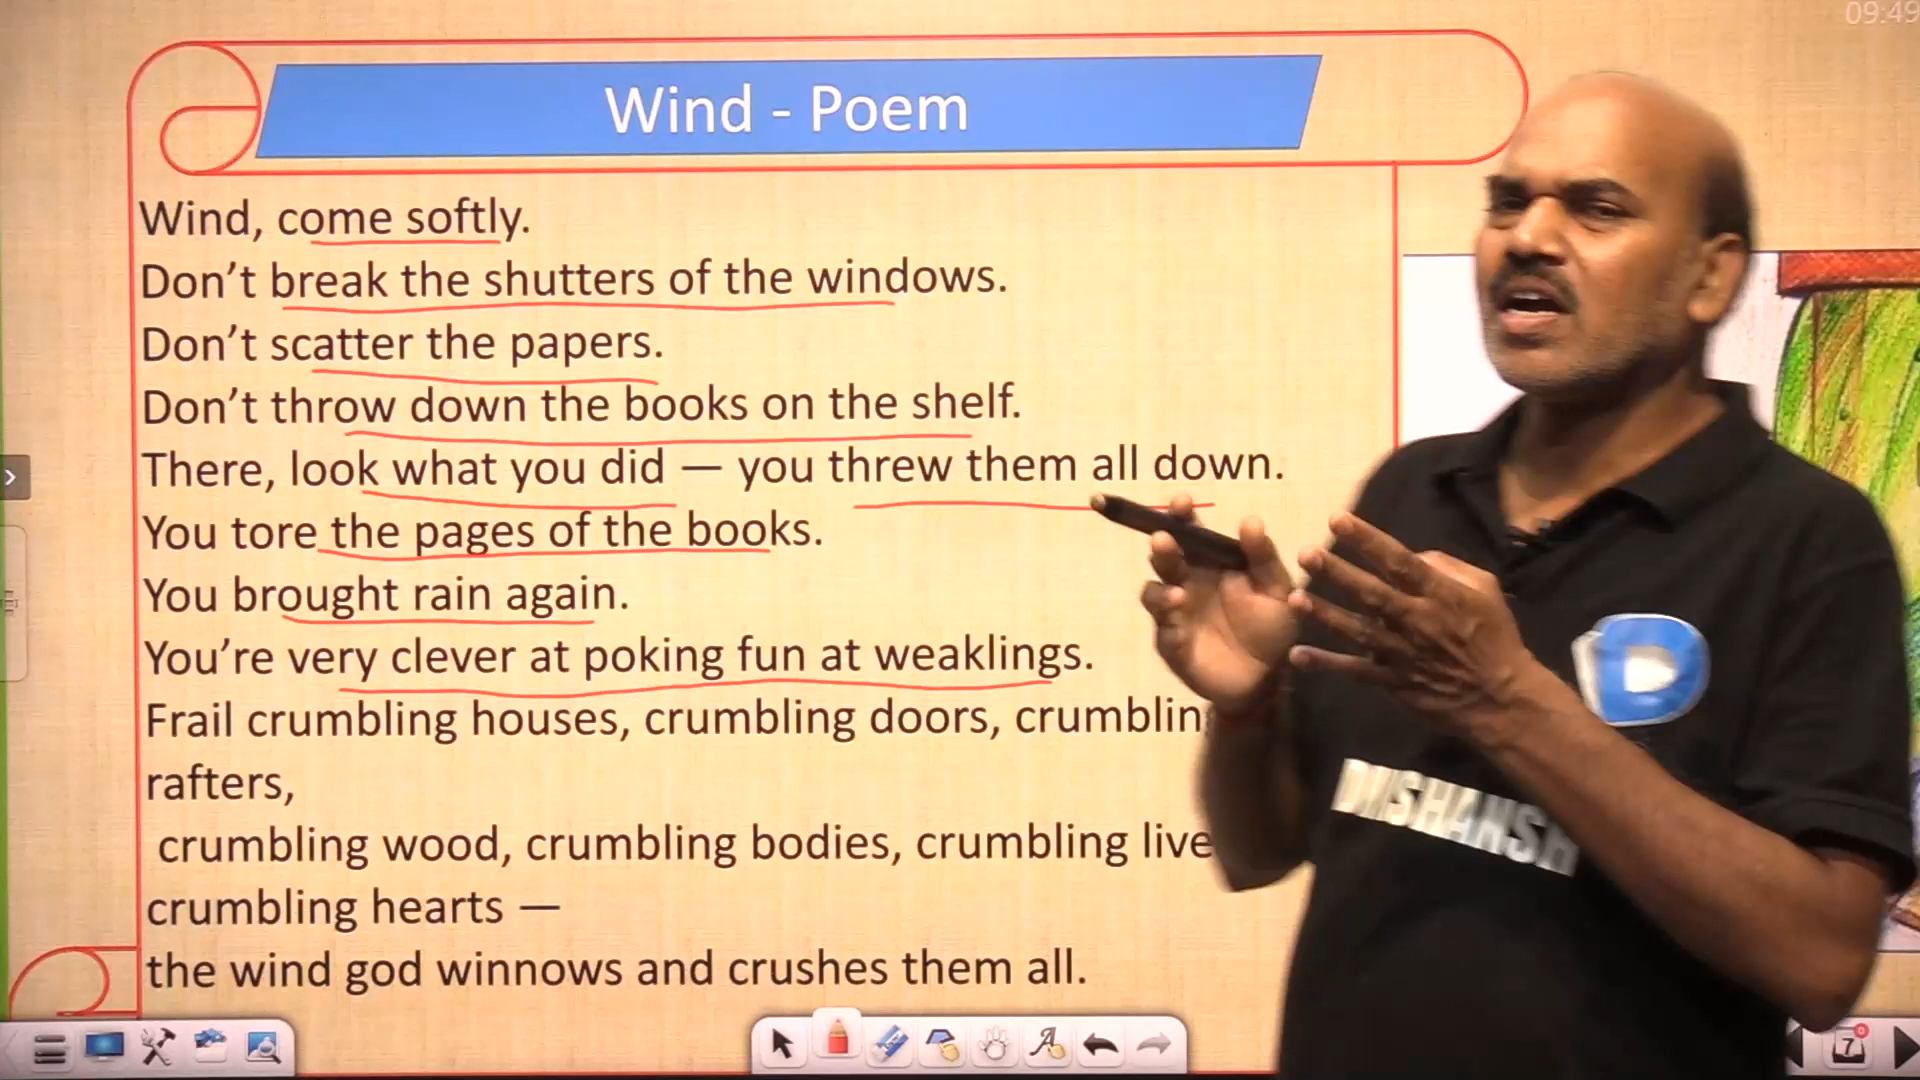 09:49
Wind - Poem
Wind, come softly.
Don’t break the shutters of the windows.
Don’t scatter the papers.
Don’t throw down the books on the shelf.
There, look what you did — you threw them all down.
You tore the pages of the books.
You brought rain again.
You’re very clever at poking fun at weaklings.
Frail crumbling houses, crumbling doors, crumblin
rafters,
crumbling wood, crumbling bodies, crumbling live
crumbling hearts —
the wind god winnows and crushes them all.
D
7